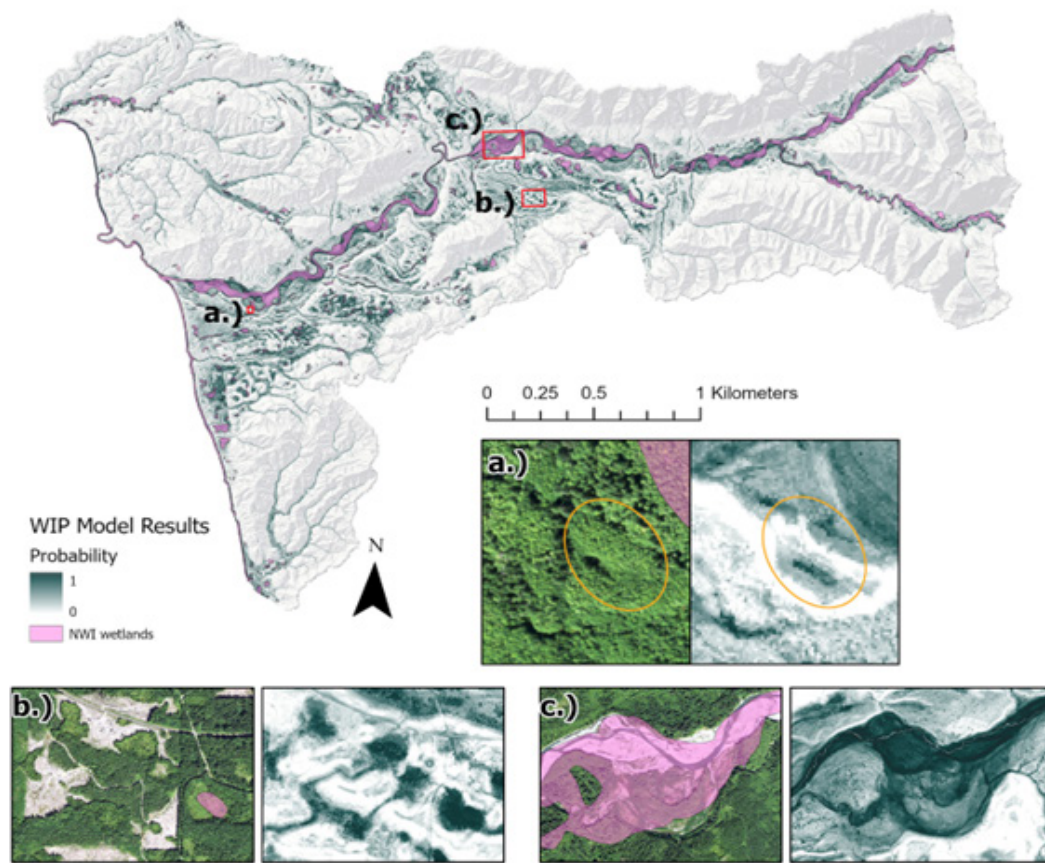 c.)
b.)
a.)
0 0.25 0.5 1 Kilometers
a.)
WIP Model Results
Probability
1
0
NWI wetlands
N
b.)
c.)